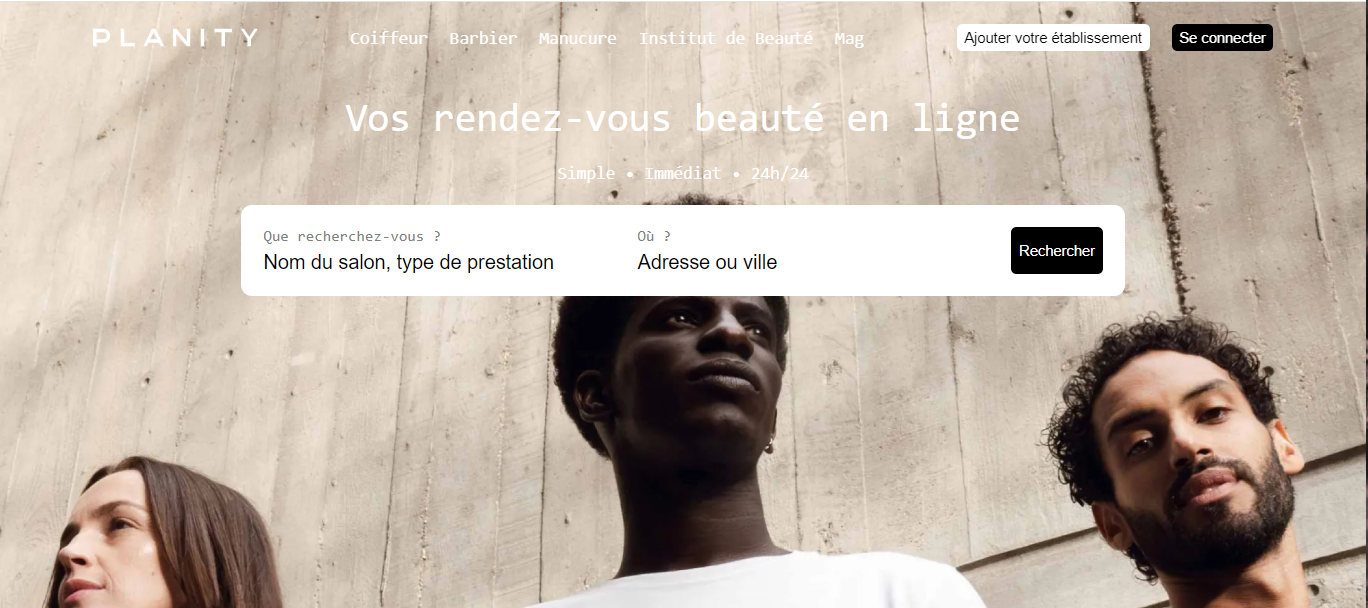 PLANITY
Coiffeur Barbier Manucure Institut de Beauté Mag
Ajouter votre établissement
Se connecter
Vos rendez-vous beauté en ligne
Simple • Immédiat • 24h/24
Que recherchez-vous ?
Nom du salon, type de prestation
Où ?
Adresse ou ville
Rechercher